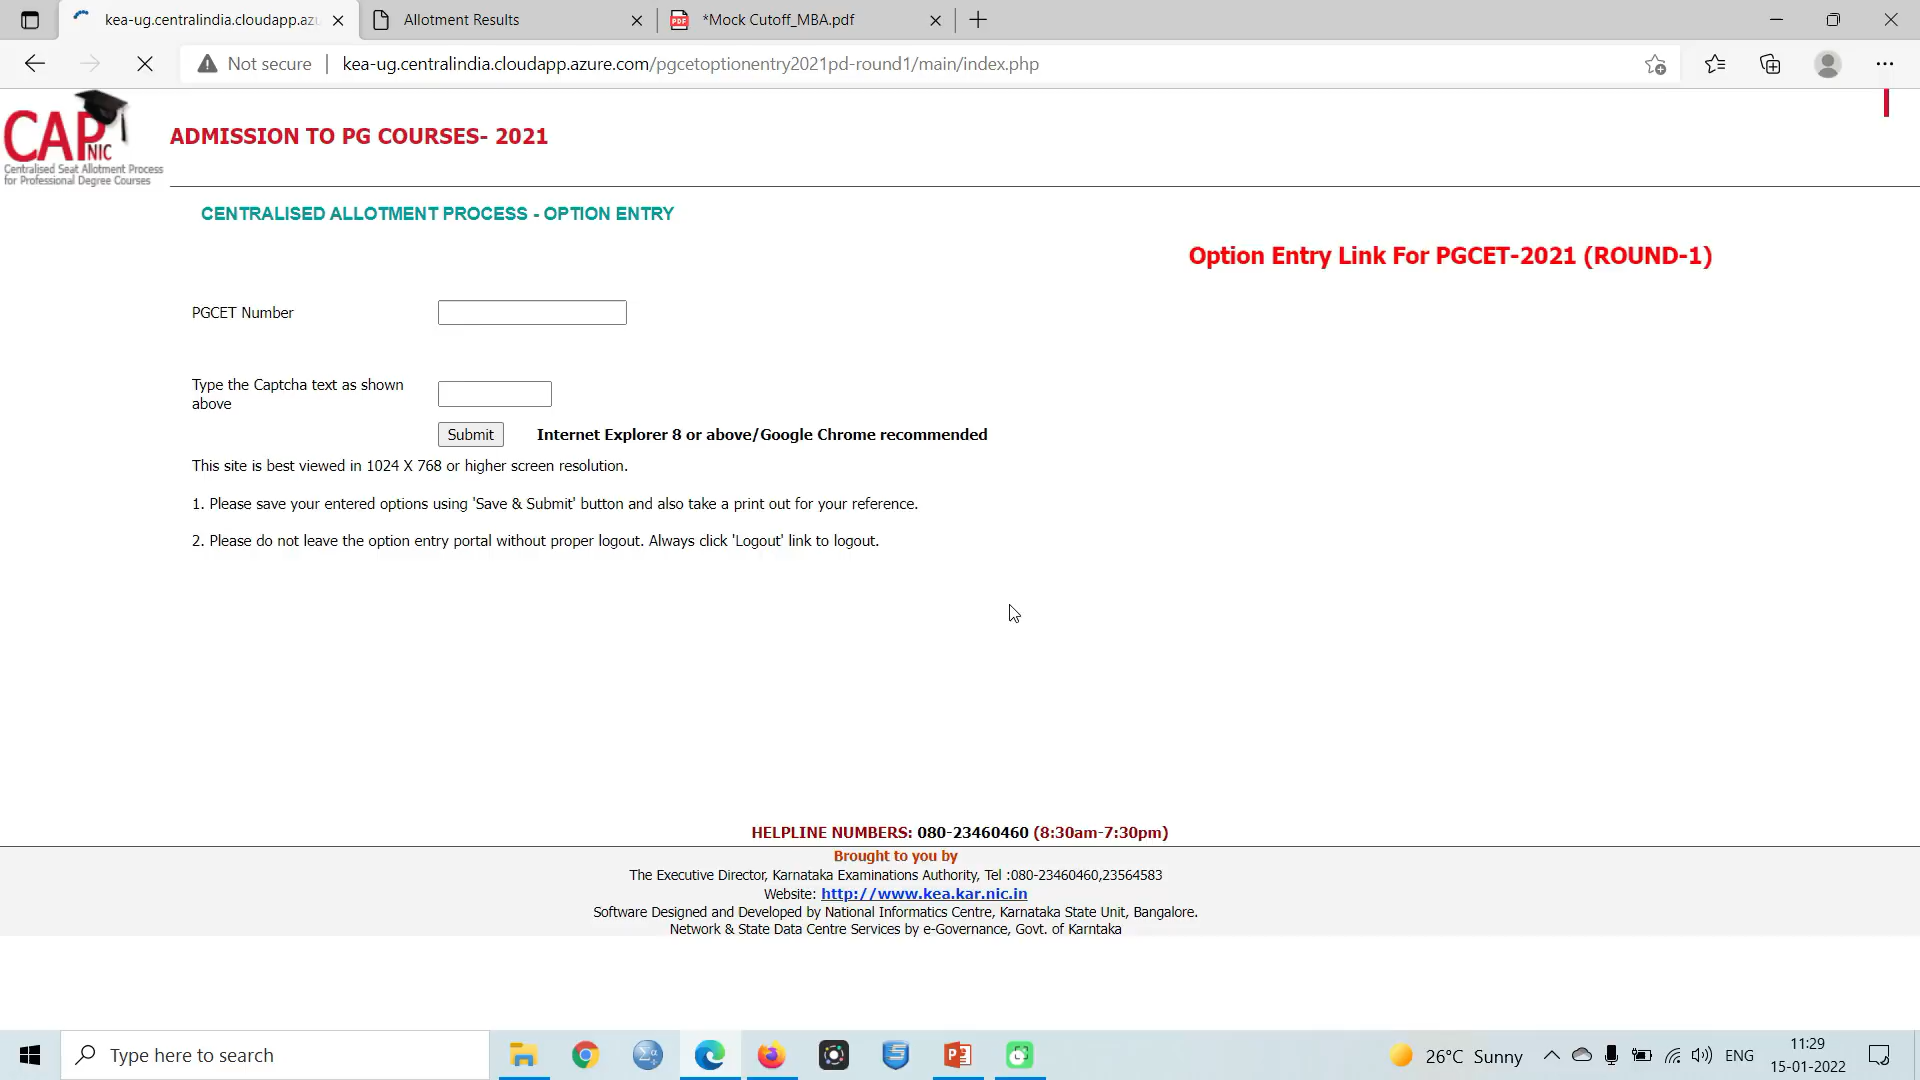 kea-ug.centralindia.cloudapp.azu
Allotment Results
*Mock Cutoff_MBA.pdf
Not secure
kea-ug.centralindia.cloudapp.azure.com/pgcetoptionentry2021pd-round1/main/index.php
CAP
NIC
Centralised Seat Allotment Process
for Professional Degree Courses
ADMISSION TO PG COURSES- 2021
CENTRALISED ALLOTMENT PROCESS - OPTION ENTRY
Option Entry Link For PGCET-2021 (ROUND-1)
PGCET Number
Type the Captcha text as shown
above
Submit
Internet Explorer 8 or above/Google Chrome recommended
This site is best viewed in 1024 X 768 or higher screen resolution.
1. Please save your entered options using 'Save & Submit' button and also take a print out for your reference.
2. Please do not leave the option entry portal without proper logout. Always click 'Logout' link to logout.
HELPLINE NUMBERS: 080-23460460 (8:30am-7:30pm)
Brought to you by
The Executive Director, Karnataka Examinations Authority, Tel :080-23460460,23564583
Website: http://www.kea.kar.nic.in
Software Designed and Developed by National Informatics Centre, Karnataka State Unit, Bangalore.
Network & State Data Centre Services by e-Governance, Govt. of Karntaka
Type here to search
26°C Sunny
ENG
11:29
15-01-2022